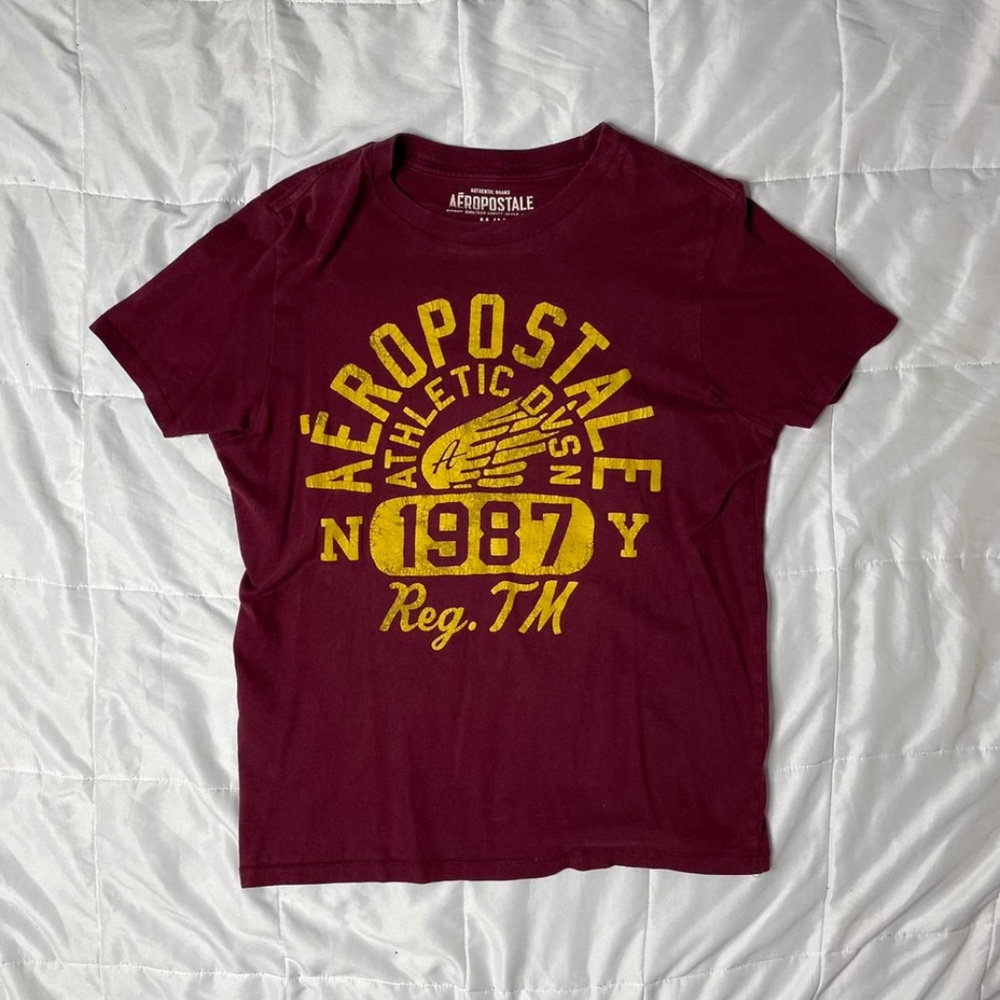 AUTHENTIC BRAND
AÉROPOSTALE
AÉROPOSTALE
ATHLETIC DVSN
A
N 1987 Y
Reg. TM